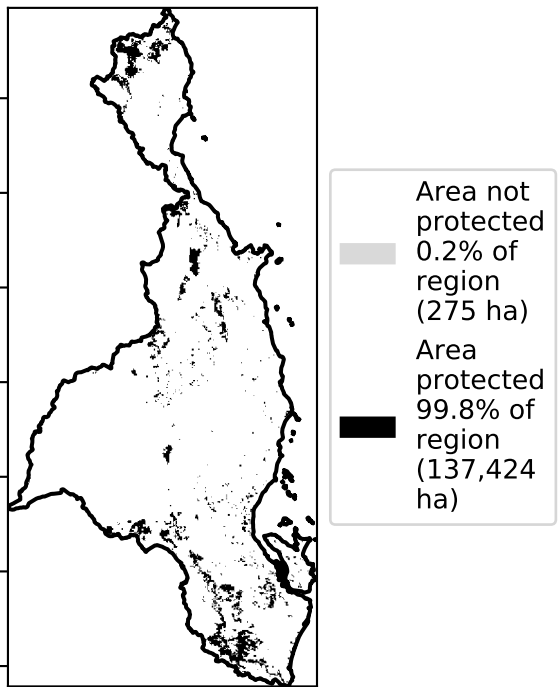 Area not
protected
0.2% of
region
(275 ha)
Area
protected
99.8% of
region
(137,424
ha)